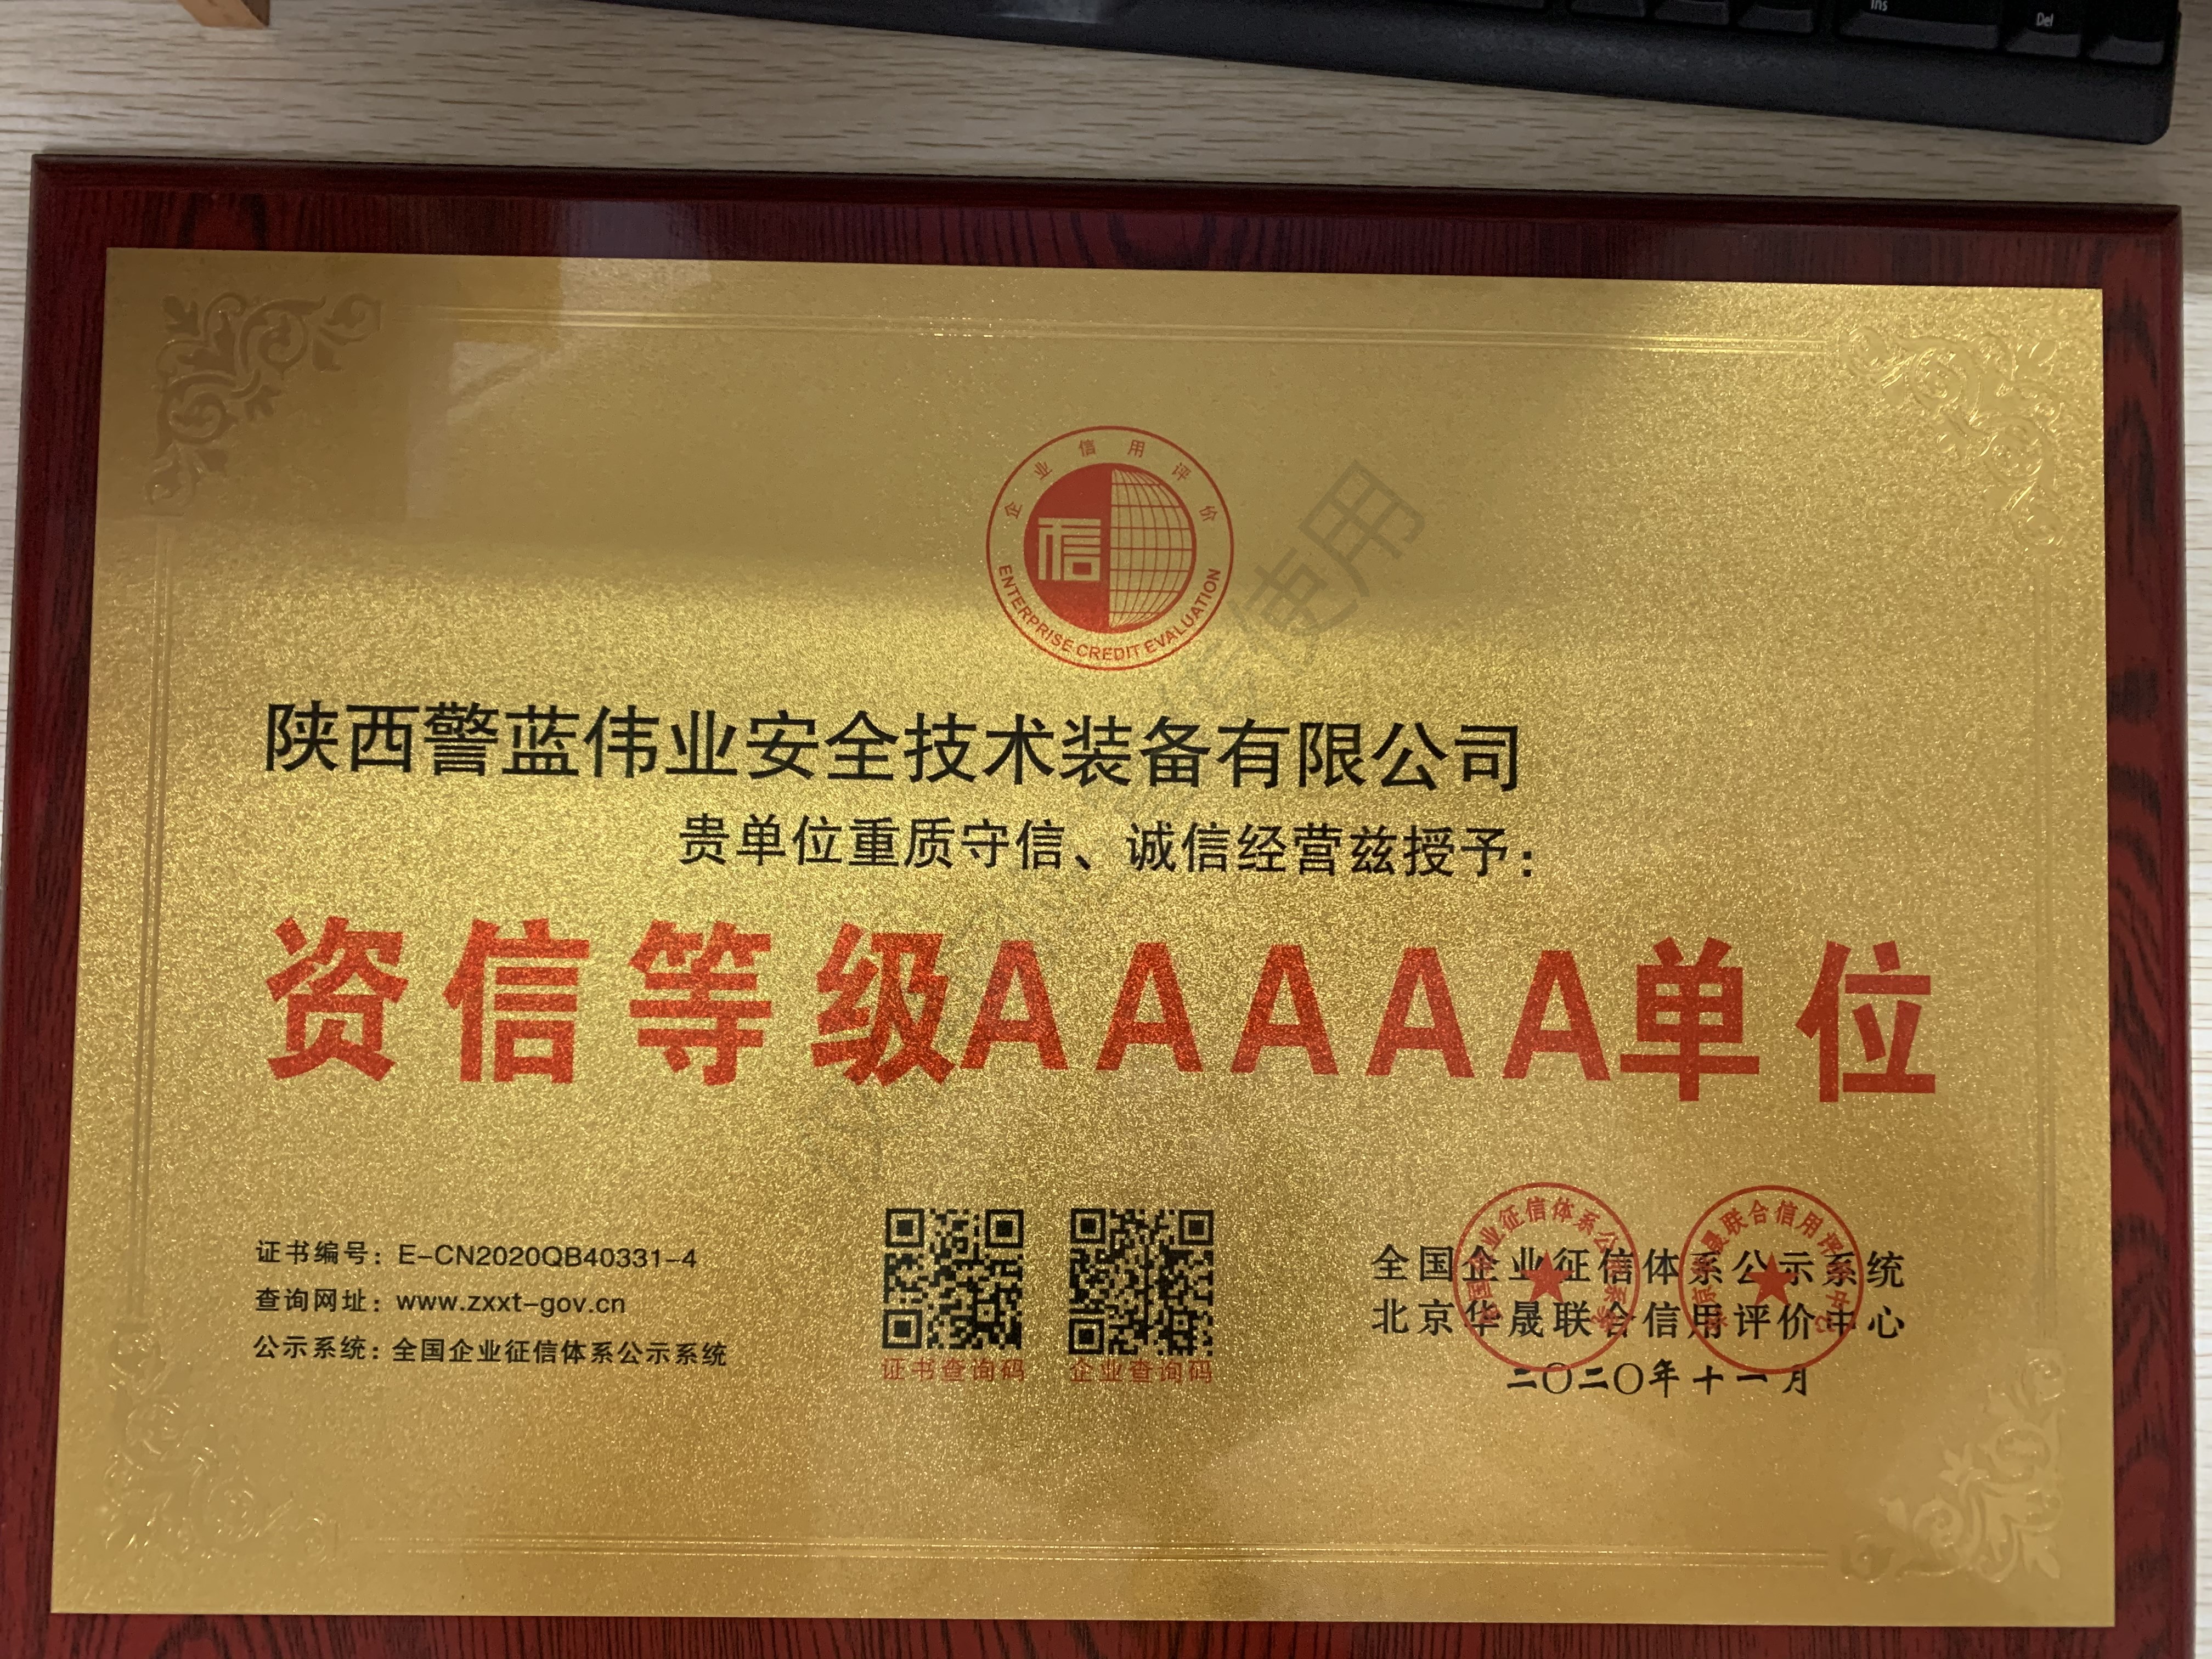 Ins
Del
企业信用评价
信
ENTERPRISE CREDIT EVALUATION
陕西警蓝伟业安全技术装备有限公司
贵单位重质守信、诚信经营兹授予：
资信等级AAAAA单位
证书编号：E-CN2020QB40331-4
查询网址：www.zxxt-gov.cn
公示系统：全国企业征信体系公示系统
证书查询码
企业查询码
全国企业征信体系公示系统
北京华晟联合信用评价中心
二〇二〇年十一月
使用